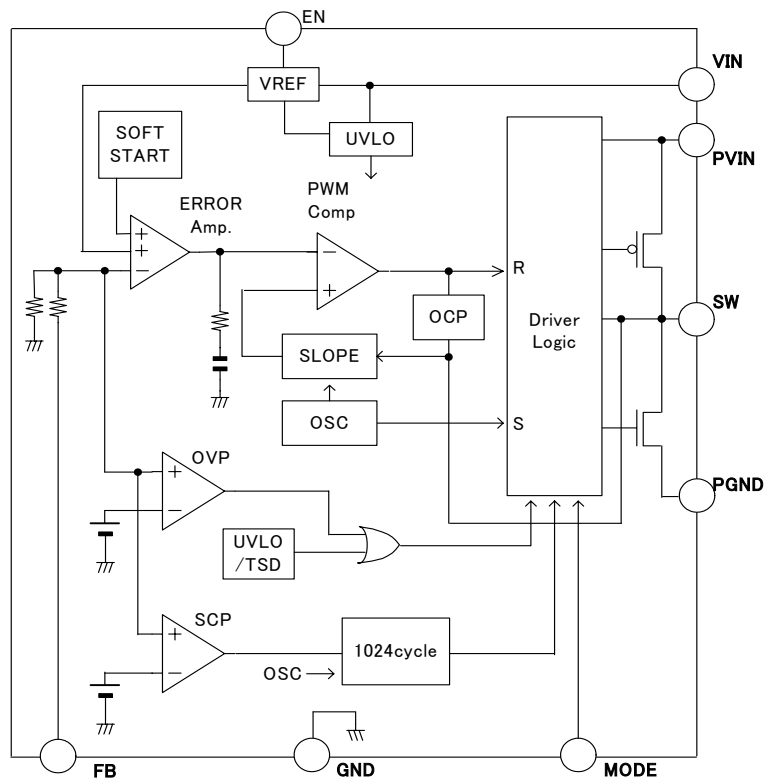 EN
VIN
VREF
SOFT
START
UVLO
PVIN
ERROR
Amp.
PWM
Comp
+
+
−
−
+
R
OCP
Driver
Logic
SW
SLOPE
OSC
S
OVP
+
−
PGND
UVLO
/TSD
SCP
+
−
1024cycle
OSC
FB
GND
MODE